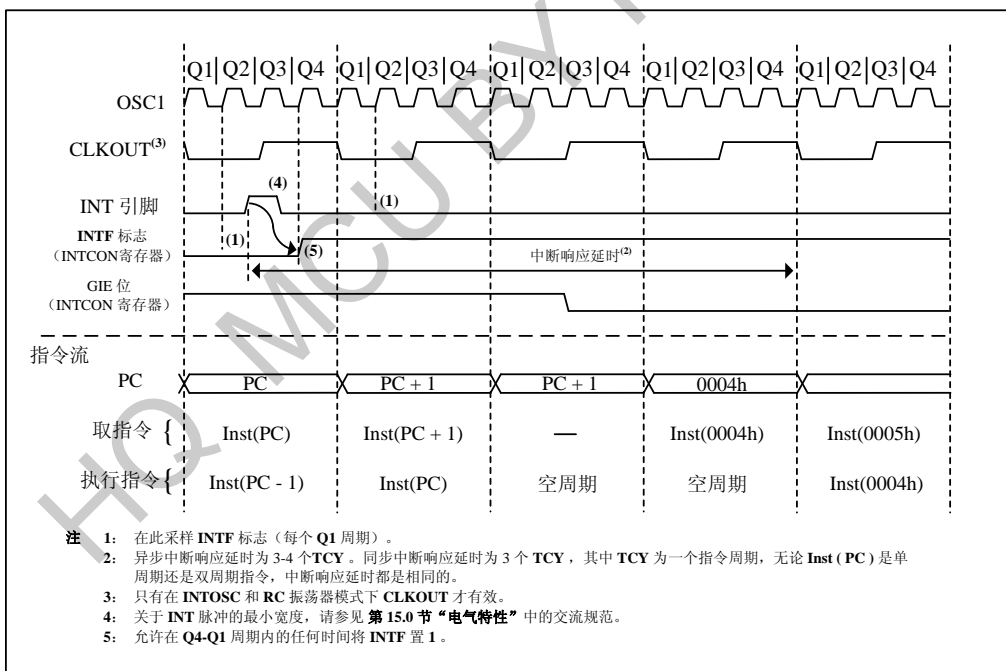 Q1 Q2 Q3 Q4 Q1 Q2 Q3 Q4 Q1 Q2 Q3 Q4 Q1 Q2 Q3 Q4 Q1 Q2 Q3 Q4
OSC1
CLKOUT(3)
(4)
INT 引脚
(1)
INTF 标志
(INTCON寄存器)
(1)
(5)
中断响应延时(2)
GIE 位
(INTCON 寄存器)
指令流
PC
PC
PC + 1
PC + 1
0004h
取指令 {
Inst(PC)
Inst(PC + 1)
—
Inst(0004h)
Inst(0005h)
执行指令{
Inst(PC - 1)
Inst(PC)
空周期
空周期
Inst(0004h)
注 1: 在此采样 INTF 标志(每个 Q1 周期)。
2: 异步中断响应延时为 3-4 个TCY 。同步中断响应延时为 3 个 TCY ,其中 TCY 为一个指令周期,无论 Inst ( PC ) 是单
周期还是双周期指令,中断响应延时都是相同的。
3: 只有在 INTOSC 和 RC 振荡器模式下 CLKOUT 才有效。
4: 关于 INT 脉冲的最小宽度,请参见 第 15.0 节“电气特性”中的交流规范。
5: 允许在 Q4-Q1 周期内的任何时间将 INTF 置 1 。
HQ MCU BY